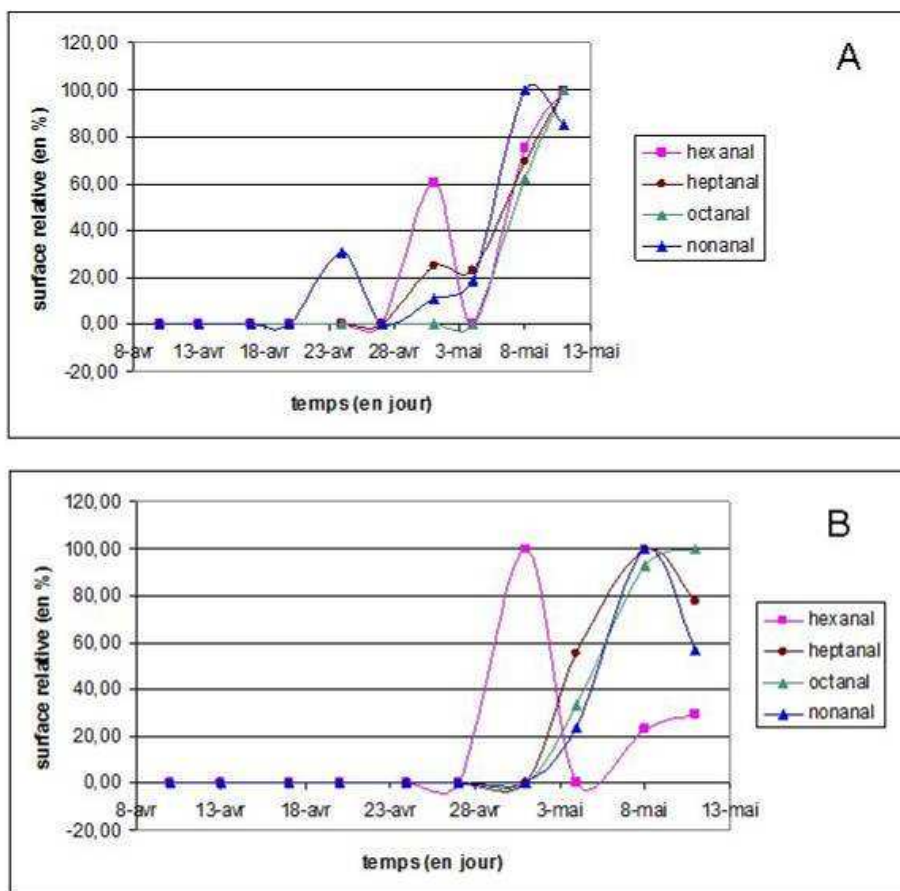 A
120,00
100,00
80,00
60,00
40,00
20,00
0,00
-20,00
surface relative (en %)
8-avr 13-avr 18-avr 23-avr 28-avr 3-mai 8-mai 13-mai
temps (en jour)
hexanal
heptanal
octanal
nonanal
B
120,00
100,00
80,00
60,00
40,00
20,00
0,00
-20,00
surface relative (en %)
8-avr 13-avr 18-avr 23-avr 28-avr 3-mai 8-mai 13-mai
temps (en jour)
hexanal
heptanal
octanal
nonanal